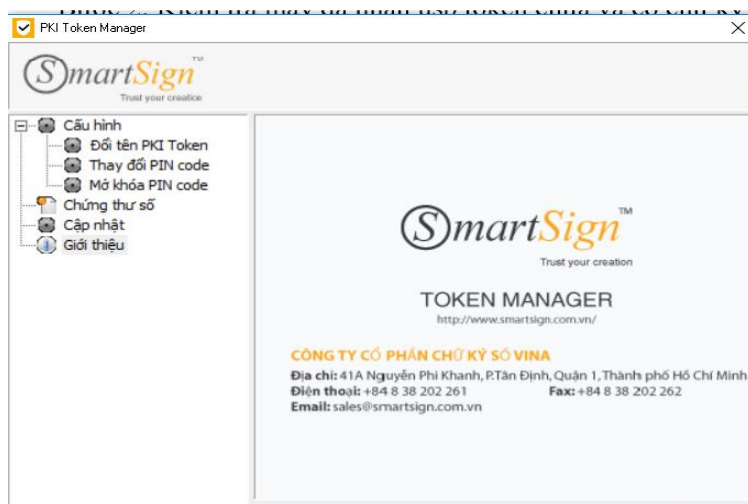 PKI Token Manager
SmartSign™
Trust your creatice
Cấu hình
Đổi tên PKI Token
Thay đổi PIN code
Mở khóa PIN code
Chứng thư số
Cập nhật
Giới thiệu
SmartSign™
Trust your creation
TOKEN MANAGER
http://www.smartsign.com.vn/
CÔNG TY CỔ PHẦN CHỮ KÝ SỐ VINA
Địa chỉ: 41A Nguyễn Phi Khanh, P.Tân Định, Quận 1, Thành phố Hồ Chí Minh
Điện thoại: +84 8 38 202 261 Fax: +84 8 38 202 262
Email: sales@smartsign.com.vn